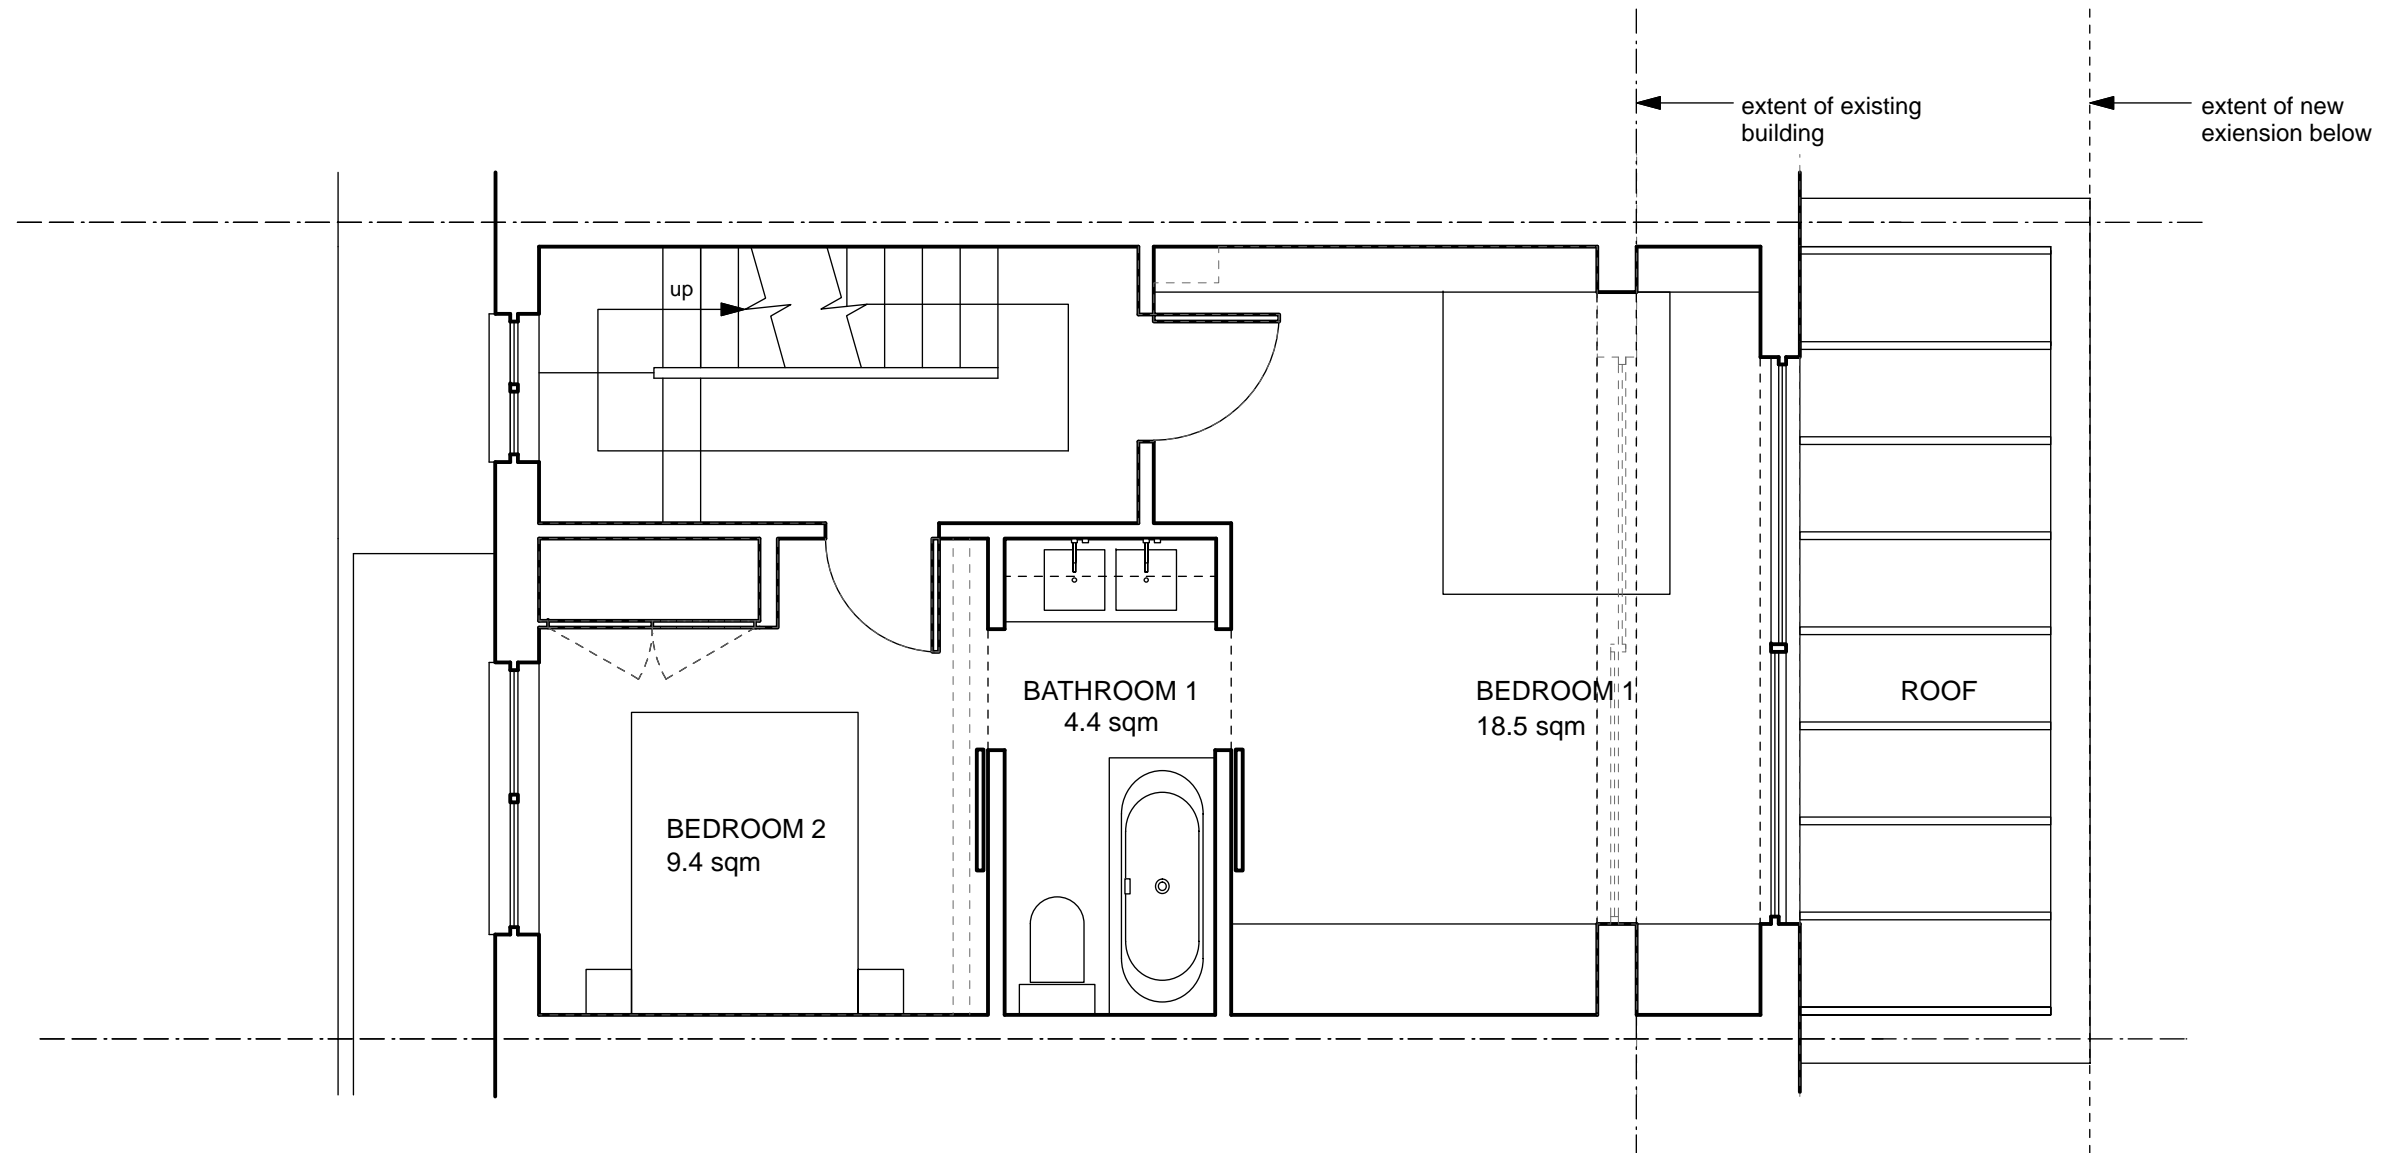 extent of existing
building
extent of new
exiension below
up
BATHROOM 1
4.4 sqm
BEDROOM 1
18.5 sqm
ROOF
BEDROOM 2
9.4 sqm